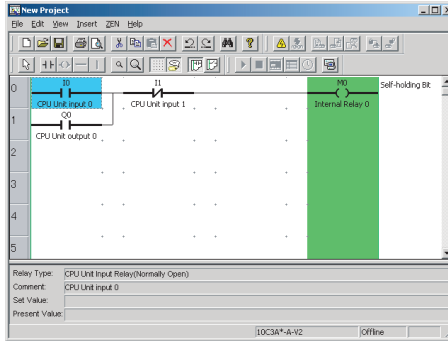 New Project
File Edit View Insert ZEN Help
0 I0 I1 M0 Self-holding Bit
CPU Unit input 0 CPU Unit input 1 Internal Relay 0
1 Q0
CPU Unit output 0
2
3
4
5
Relay Type: CPU Unit Input Relay(Normally Open)
Comment: CPU Unit input 0
Set Value:
Present Value:
10C3A*-A-V2 Offline